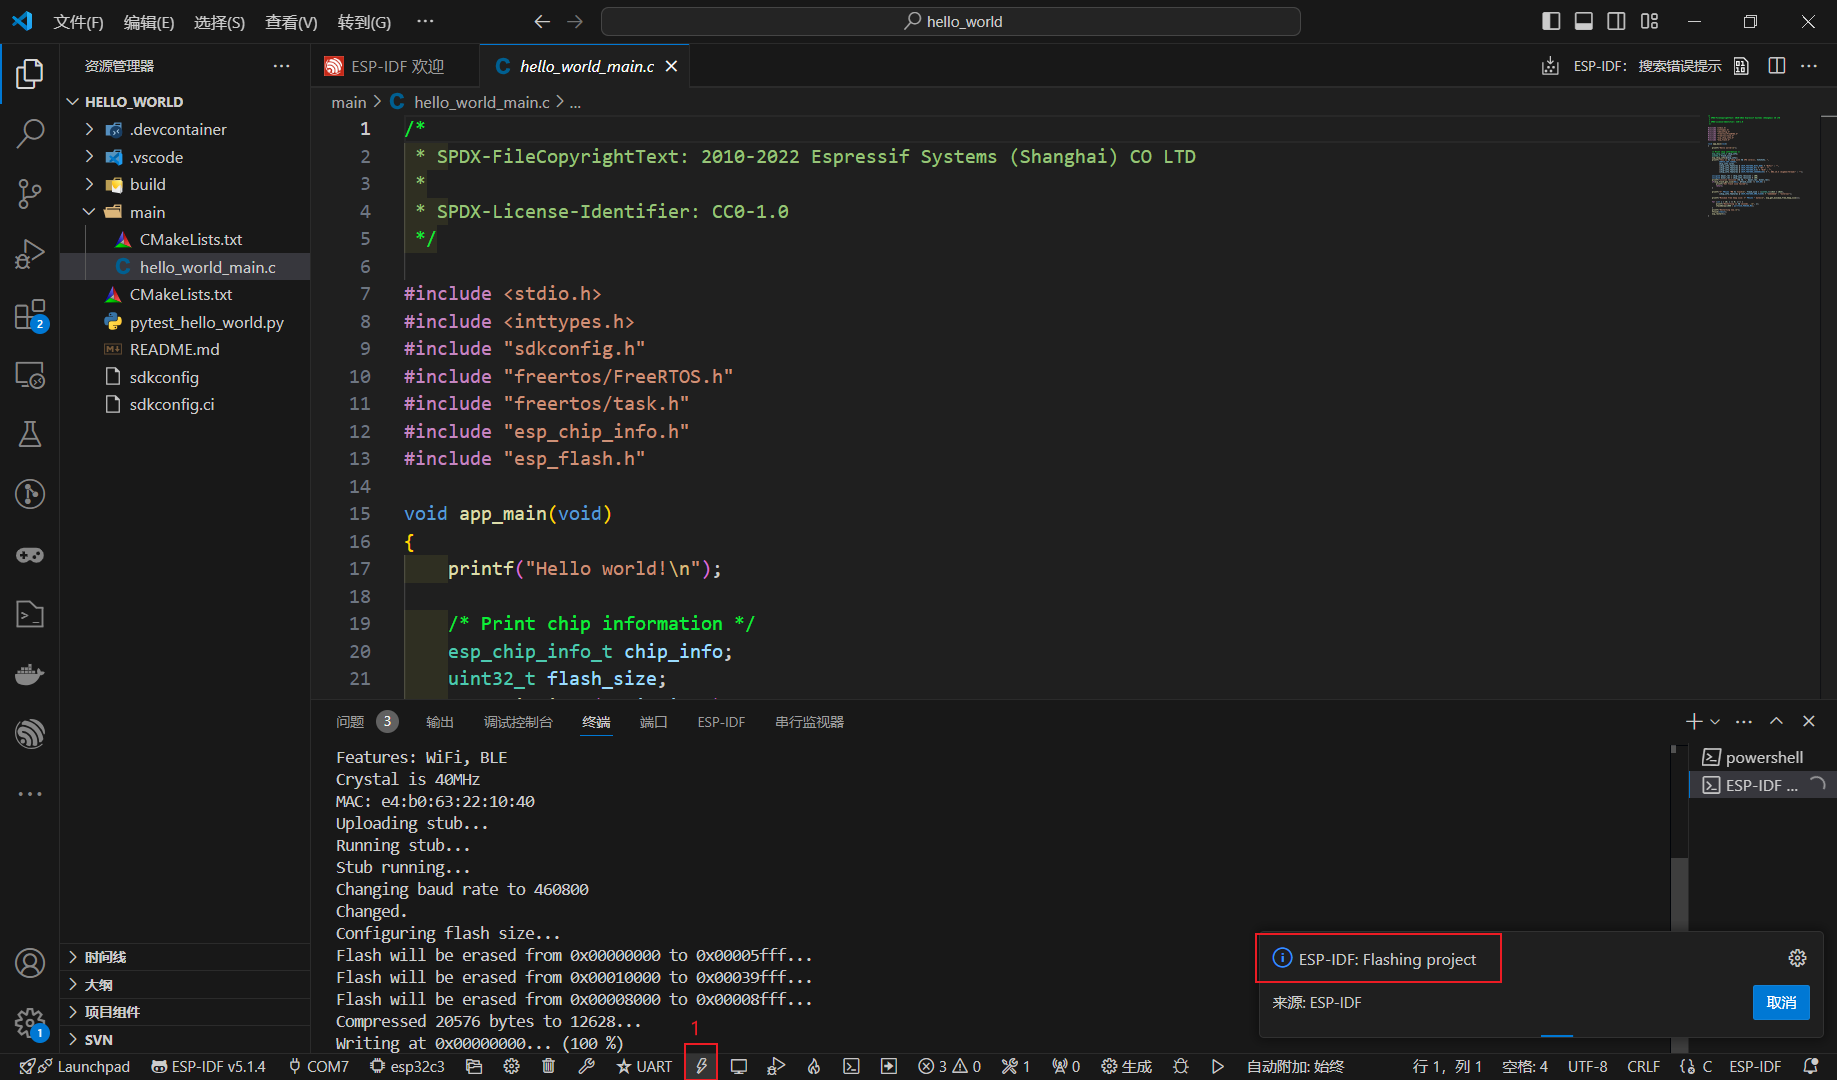 文件(F) 编辑(E) 选择(S) 查看(V) 转到(G) ··· hello_world
资源管理器 ···
ESP-IDF 欢迎 hello_world_main.c
ESP-IDF: 搜索错误提示
HELLO_WORLD
.devcontainer
.vscode
build
main
CMakeLists.txt
hello_world_main.c
CMakeLists.txt
pytest_hello_world.py
README.md
sdkconfig
sdkconfig.ci
时间线
大纲
项目组件
SVN
2
1
main > C hello_world_main.c > ...
1 /*
2  * SPDX-FileCopyrightText: 2010-2022 Espressif Systems (Shanghai) CO LTD
3  *
4  * SPDX-License-Identifier: CC0-1.0
5  */
6
7 #include <stdio.h>
8 #include <inttypes.h>
9 #include "sdkconfig.h"
10 #include "freertos/FreeRTOS.h"
11 #include "freertos/task.h"
12 #include "esp_chip_info.h"
13 #include "esp_flash.h"
14
15 void app_main(void)
16 {
17     printf("Hello world!\n");
18
19     /* Print chip information */
20     esp_chip_info_t chip_info;
21     uint32_t flash_size;
问题 3 输出 调试控制台 终端 端口 ESP-IDF 串行监视器
Features: WiFi, BLE
Crystal is 40MHz
MAC: e4:b0:63:22:10:40
Uploading stub...
Running stub...
Stub running...
Changing baud rate to 460800
Changed.
Configuring flash size...
Flash will be erased from 0x00000000 to 0x00005fff...
Flash will be erased from 0x00010000 to 0x00039fff...
Flash will be erased from 0x00008000 to 0x00008fff...
Compressed 20576 bytes to 12628...
Writing at 0x00000000... (100 %)
powershell
ESP-IDF ...
ESP-IDF: Flashing project
来源: ESP-IDF
取消
1
Launchpad ESP-IDF v5.1.4 COM7 esp32c3 UART 3 0 1 0 生成 自动附加: 始终 行 1，列 1 空格: 4 UTF-8 CRLF C ESP-IDF